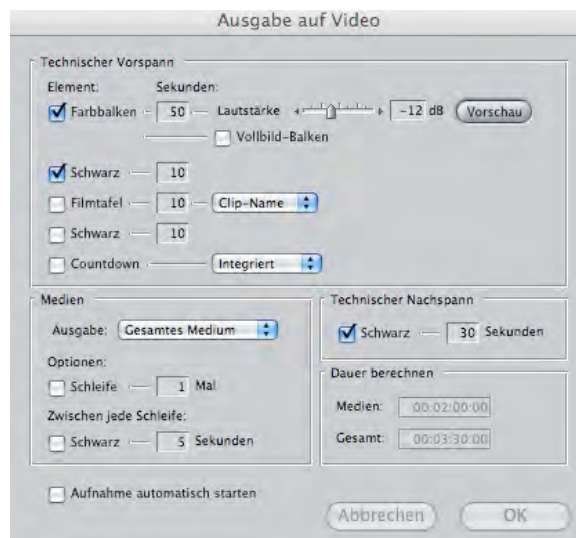 Ausgabe auf Video
Technischer Vorspann
Element: Sekunden:
Farbbalken 50 Lautstärke - + -12 dB Vorschau
Vollbild-Balken
Schwarz 10
Filmtafel 10 Clip-Name
Schwarz 10
Countdown Integriert
Medien
Ausgabe: Gesamtes Medium
Optionen:
Schleife 1 Mal
Zwischen jede Schleife:
Schwarz 5 Sekunden
Technischer Nachspann
Schwarz 30 Sekunden
Dauer berechnen
Medien: 00:02:00:00
Gesamt: 00:03:30:00
Aufnahme automatisch starten
Abbrechen OK